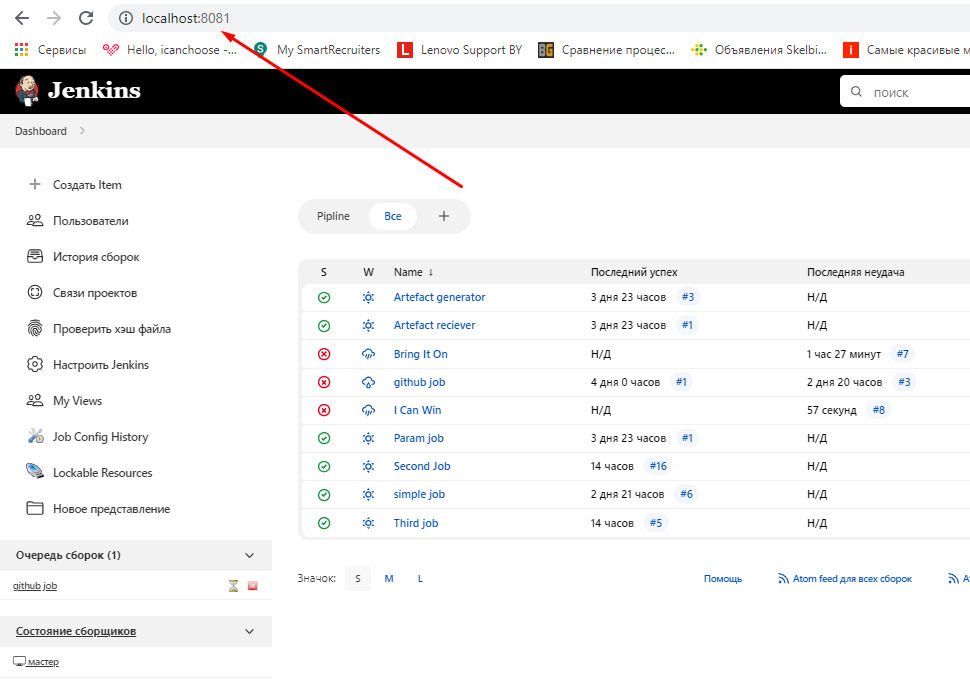 localhost:8081
Сервисы Hello, icanchoose -... My SmartRecruiters Lenovo Support BY Сравнение процес... Объявления Skelbi... Самые красивые м
Jenkins поиск
Dashboard
Создать Item
Пользователи
История сборок
Связи проектов
Проверить хэш файла
Настроить Jenkins
My Views
Job Config History
Lockable Resources
Новое представление
Очередь сборок (1)
github job
Состояние сборщиков
мастер
Pipline Все +
S W Name ↓ Последний успех Последняя неудача
Artefact generator 3 дня 23 часов #3 Н/Д
Artefact reciever 3 дня 23 часов #1 Н/Д
Bring It On Н/Д 1 час 27 минут #7
github job 4 дня 0 часов #1 2 дня 20 часов #3
I Can Win Н/Д 57 секунд #8
Param job 3 дня 23 часов #1 Н/Д
Second Job 14 часов #16 Н/Д
simple job 2 дня 21 часов #6 Н/Д
Third job 14 часов #5 Н/Д
Значок: S M L Помощь Atom feed для всех сборок